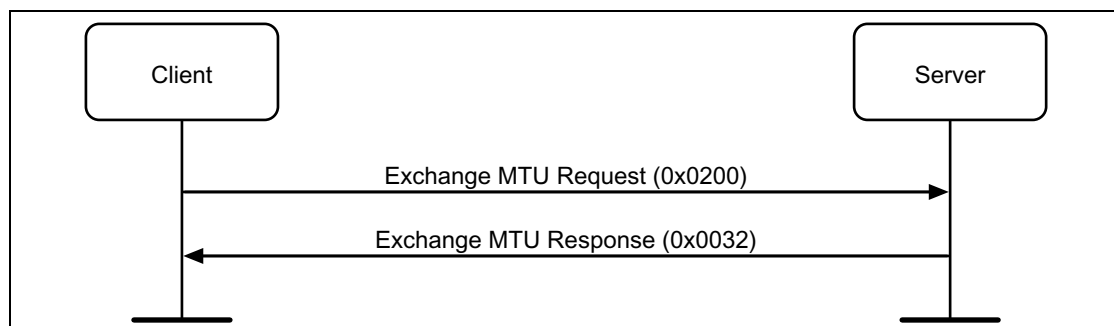 Client
Server
Exchange MTU Request (0x0200)
Exchange MTU Response (0x0032)